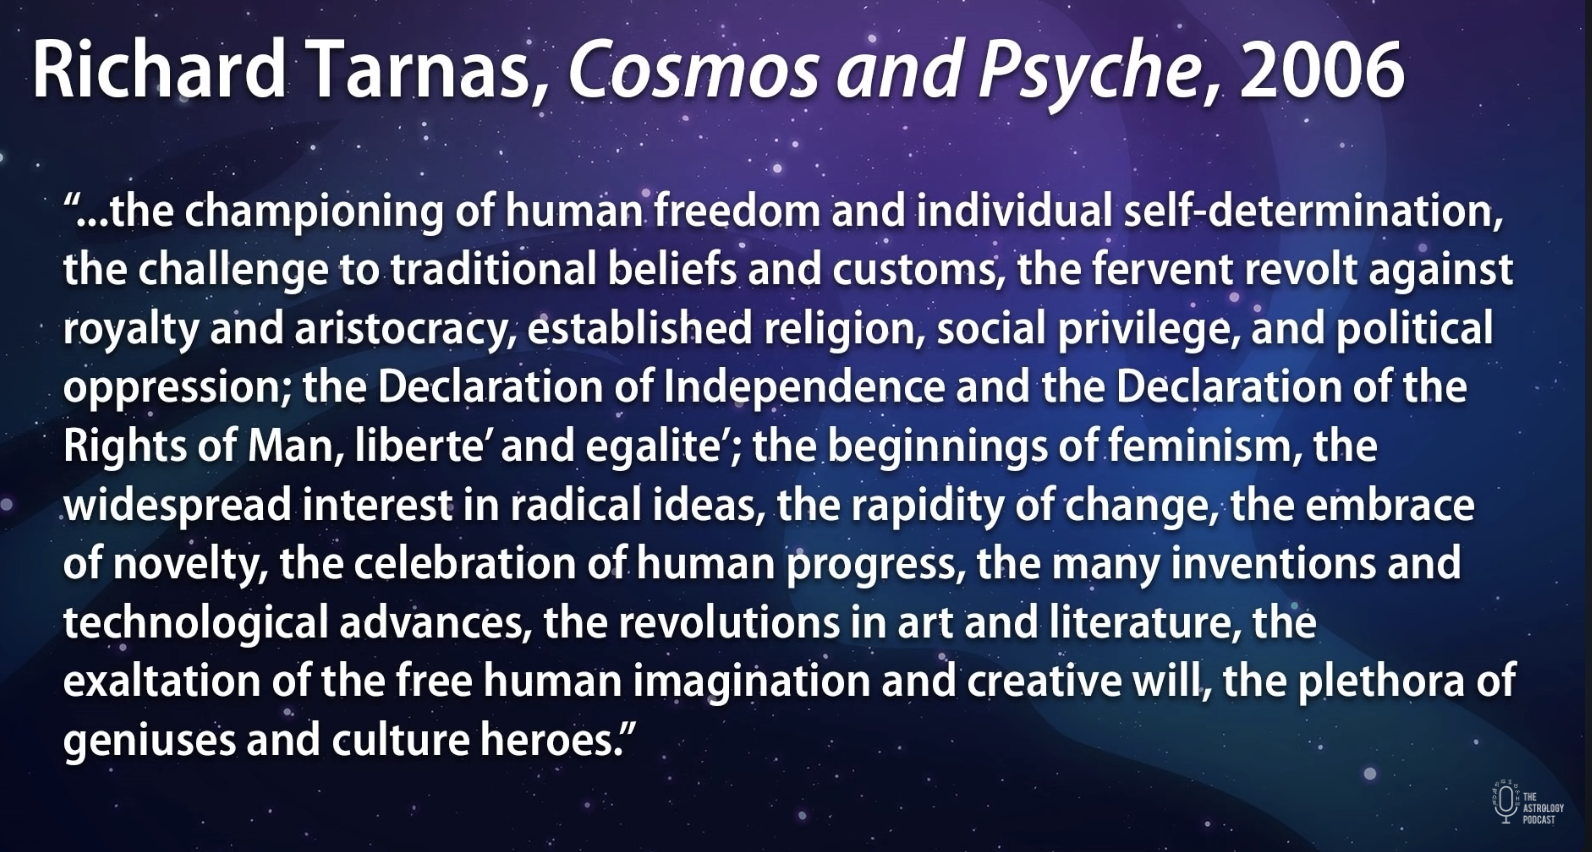 Richard Tarnas, Cosmos and Psyche, 2006
“...the championing of human freedom and individual self-determination,
the challenge to traditional beliefs and customs, the fervent revolt against
royalty and aristocracy, established religion, social privilege, and political
oppression; the Declaration of Independence and the Declaration of the
Rights of Man, liberte’ and egalite’; the beginnings of feminism, the
widespread interest in radical ideas, the rapidity of change, the embrace
of novelty, the celebration of human progress, the many inventions and
technological advances, the revolutions in art and literature, the
exaltation of the free human imagination and creative will, the plethora of
geniuses and culture heroes.”
THE
ASTROLOGY
PODCAST